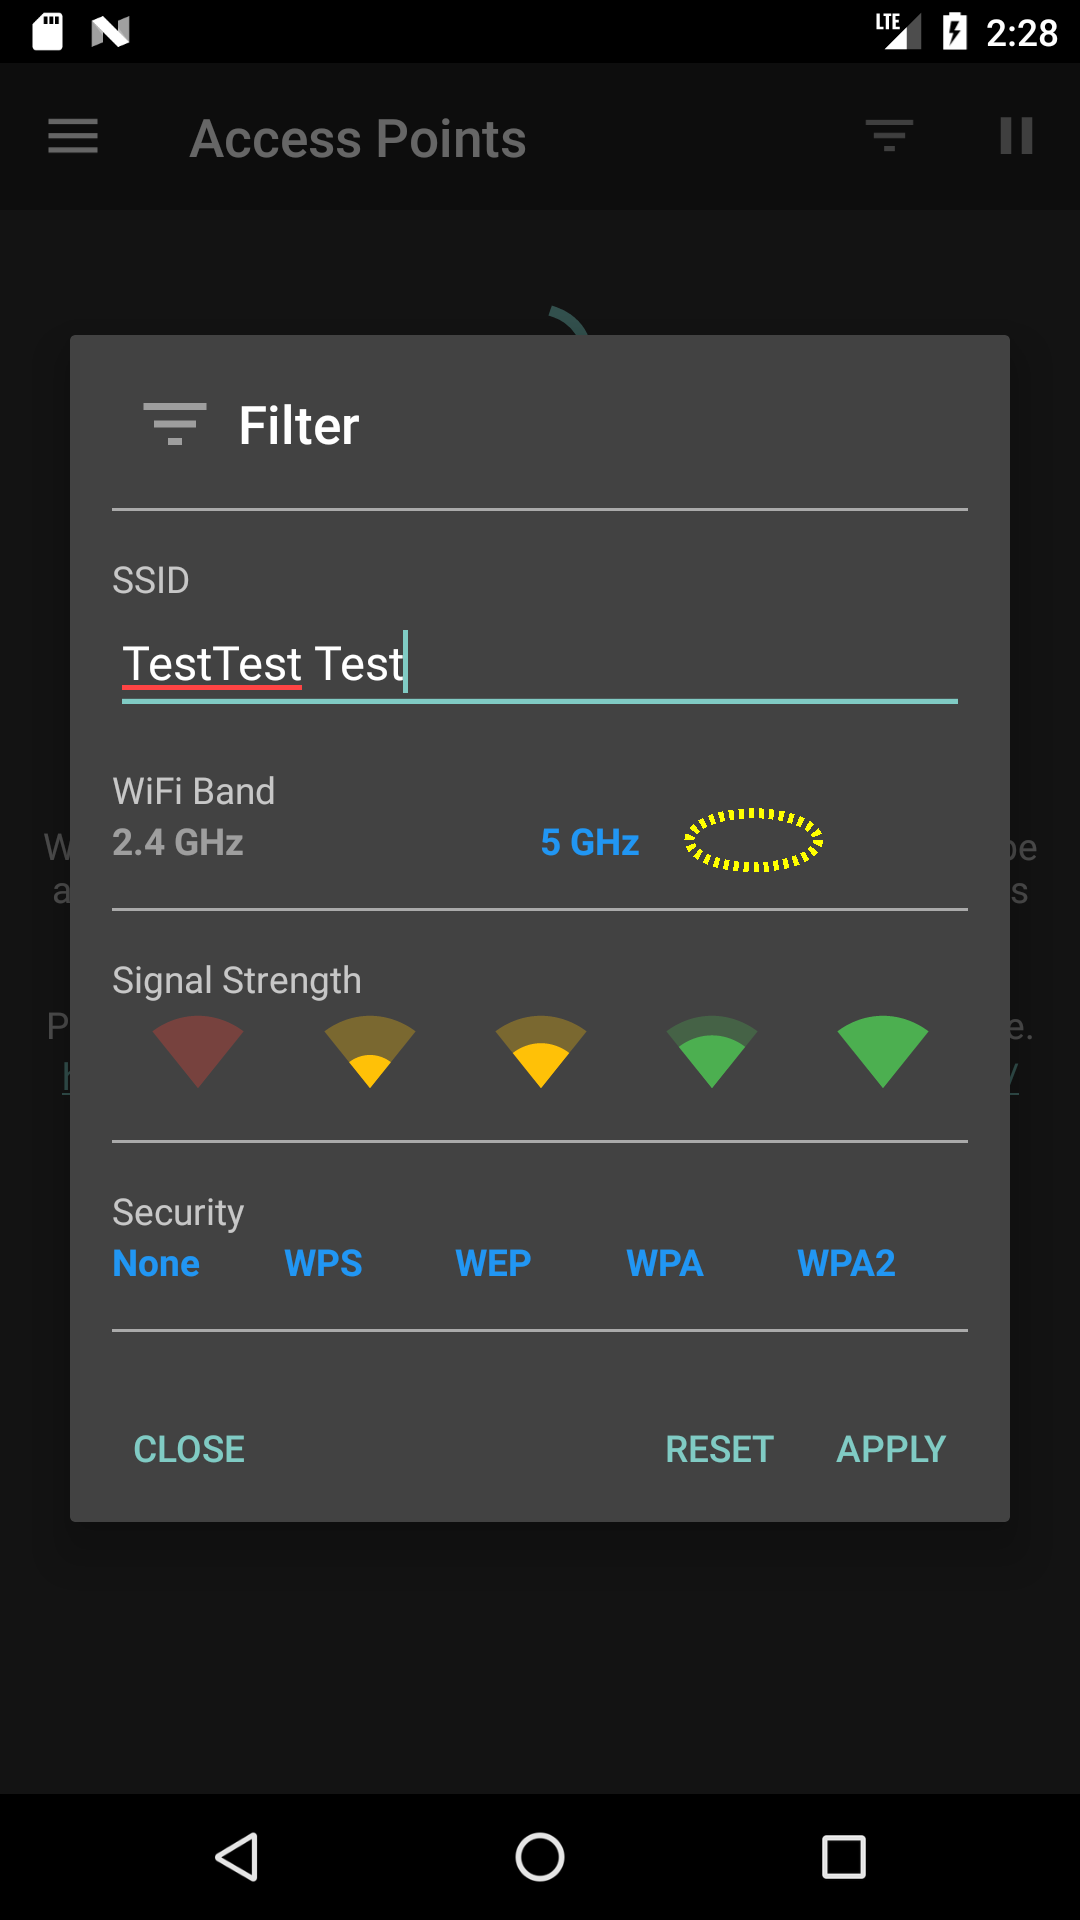 LTE 2:28
Access Points
Filter
SSID
TestTest Test
WiFi Band
2.4 GHz 5 GHz
Signal Strength
Security
None WPS WEP WPA WPA2
CLOSE RESET APPLY